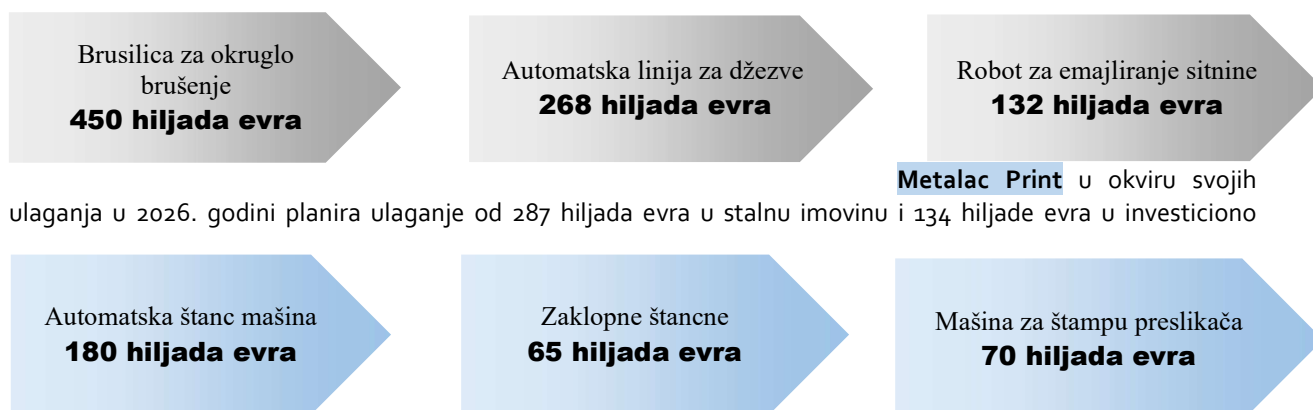 Brusilica za okruglo
brušenje
450 hiljada evra
Automatska linija za džezve
268 hiljada evra
Robot za emajliranje sitnine
132 hiljada evra
Metalac Print u okviru svojih
ulaganja u 2026. godini planira ulaganje od 287 hiljada evra u stalnu imovinu i 134 hiljade evra u investiciono
Automatska štanc mašina
180 hiljada evra
Zaklopne štancne
65 hiljada evra
Mašina za štampu preslikača
70 hiljada evra